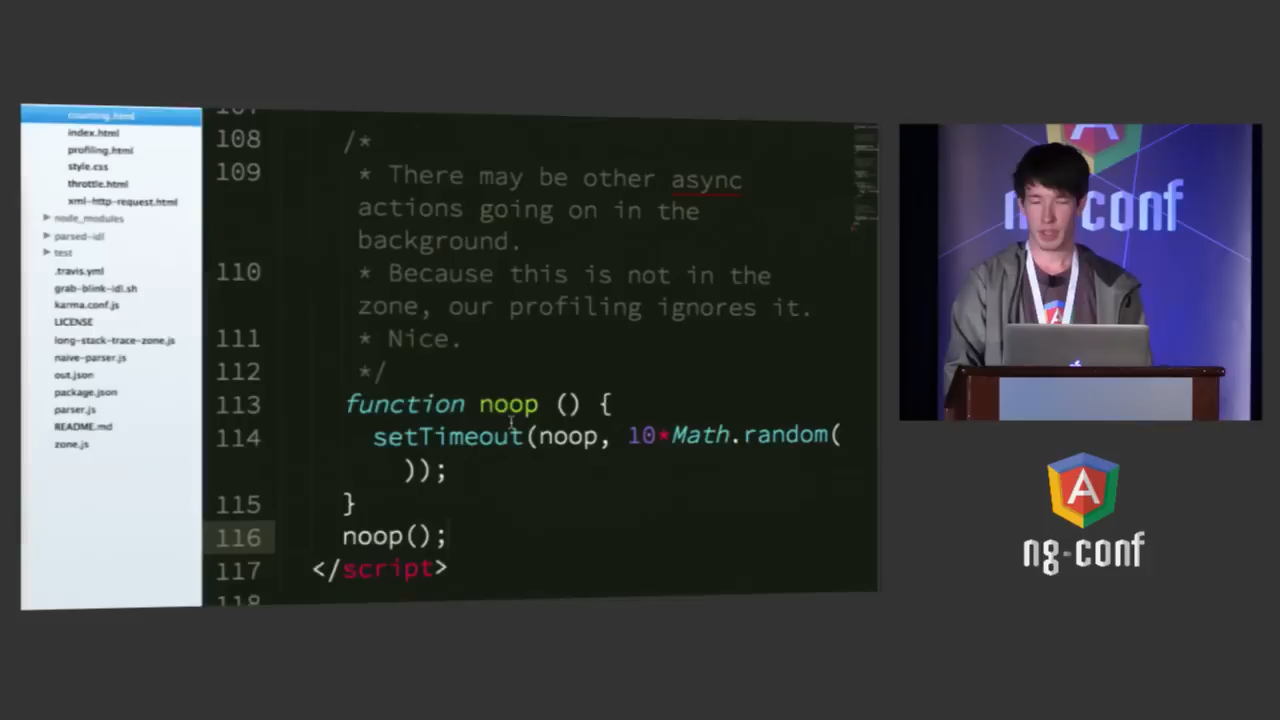 counting.html
index.html
profiling.html
style.css
throttle.html
xml-http-request.html
node_modules
parsed-idl
test
.travis.yml
grab-blink-idl.sh
karma.conf.js
LICENSE
long-stack-trace-zone.js
naive-parser.js
out.json
package.json
parser.js
README.md
zone.js
107
108 /*
109 * There may be other async
actions going on in the
background.
110 * Because this is not in the
zone, our profiling ignores it.
111 * Nice.
112 */
113 function noop () {
114 setTimeout(noop, 10*Math.random(
));
115 }
116 noop();
117 </script>
118
ng-conf
A
ng-conf